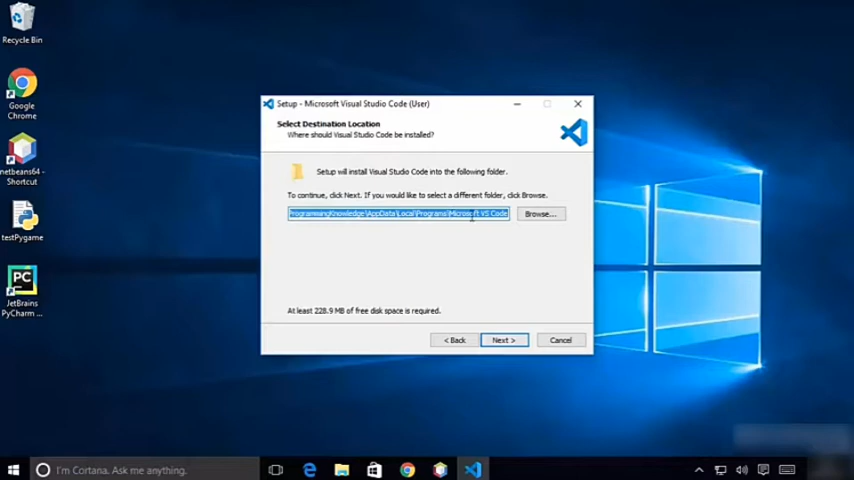 Recycle Bin
Google
Chrome
netbeans64 -
Shortcut
testPygame
PC
JetBrains
PyCharm ...
Setup - Microsoft Visual Studio Code (User)
Select Destination Location
Where should Visual Studio Code be installed?
Setup will install Visual Studio Code into the following folder.
To continue, click Next. If you would like to select a different folder, click Browse.
ProgrammingKnowledge\AppData\Local\Programs\Microsoft VS Code
Browse...
At least 228.9 MB of free disk space is required.
< Back
Next >
Cancel
I'm Cortana. Ask me anything.